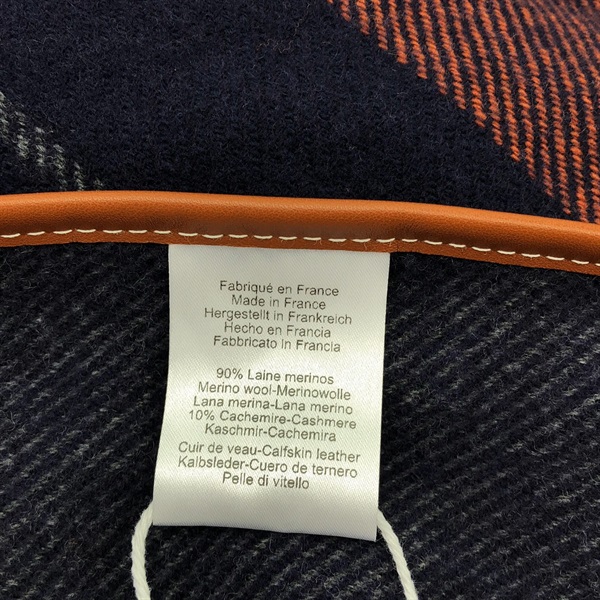 Fabriqué en France
Made in France
Hergestellt in Frankreich
Hecho en Francia
Fabbricato In Francia
90% Laine merinos
Merino wool-Merinowolle
Lana merina-Lana merino
10% Cachemire-Cashmere
Kaschmir-Cachemira
Cuir de veau-Calfskin leather
Kalbsleder-Cuero de ternero
Pelle di vitello